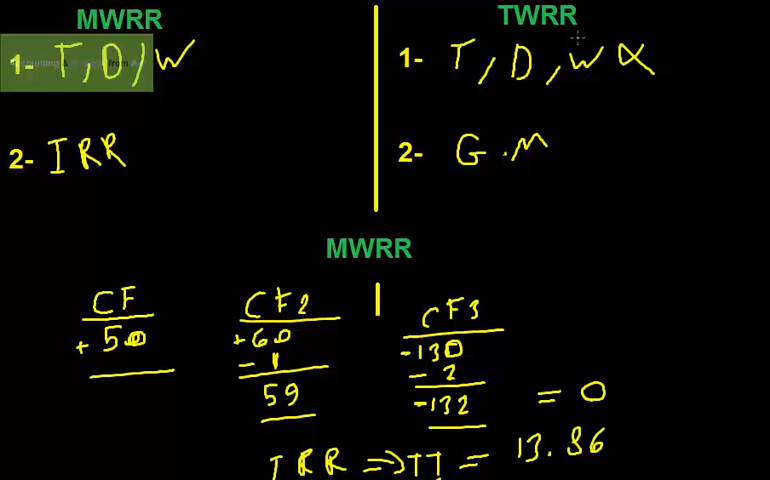 MWRR
1- T, D, W
2- IRR
TWRR
1- T, D, W
2- G.M
MWRR
CF
+50
CF2
+60
-1
59
CF3
-130
-2
-132
= 0
IRR => = 13.86